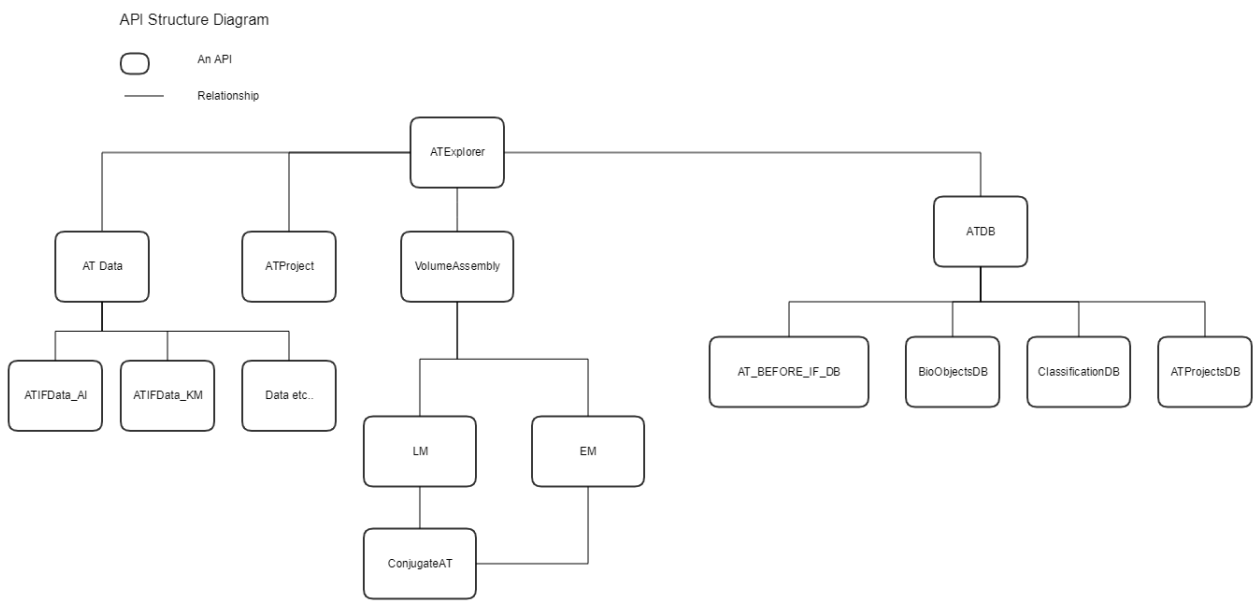 API Structure Diagram
An API
Relationship
ATExplorer
ATDB
AT Data
ATProject
VolumeAssembly
AT_BEFORE_IF_DB
BioObjectsDB
ClassificationDB
ATProjectsDB
ATIFData_AI
ATIFData_KM
Data etc..
LM
EM
ConjugateAT